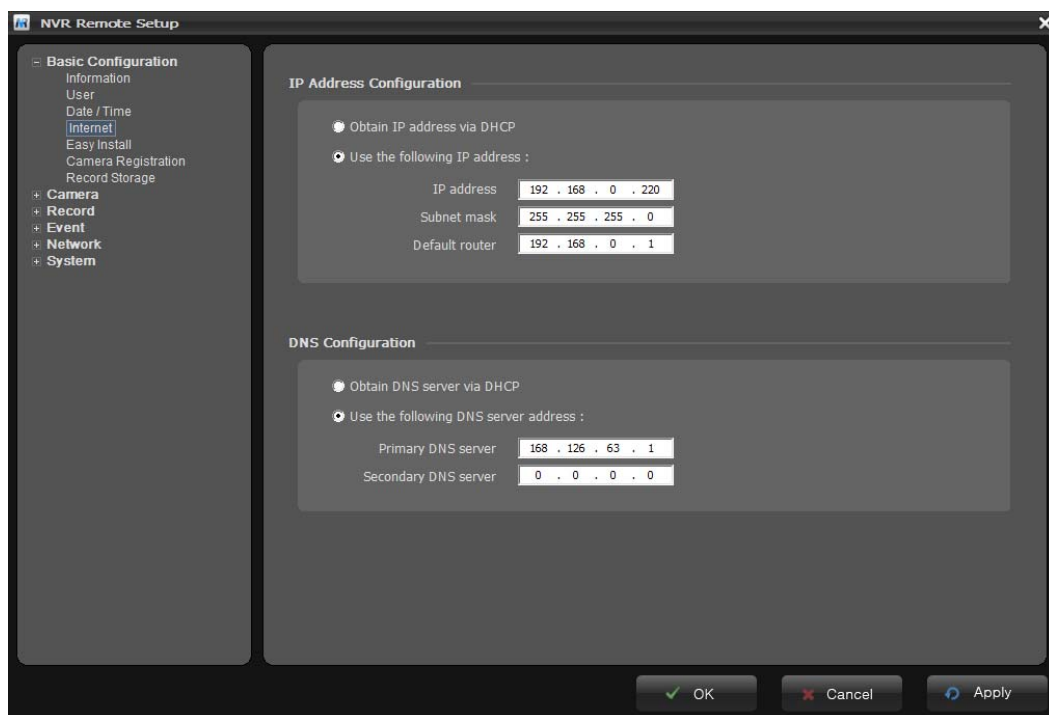 NVR Remote Setup
Basic Configuration
Information
User
Date / Time
Internet
Easy Install
Camera Registration
Record Storage
Camera
Record
Event
Network
System
IP Address Configuration
Obtain IP address via DHCP
Use the following IP address :
IP address 192 . 168 . 0 . 220
Subnet mask 255 . 255 . 255 . 0
Default router 192 . 168 . 0 . 1
DNS Configuration
Obtain DNS server via DHCP
Use the following DNS server address :
Primary DNS server 168 . 126 . 63 . 1
Secondary DNS server 0 . 0 . 0 . 0
OK Cancel Apply